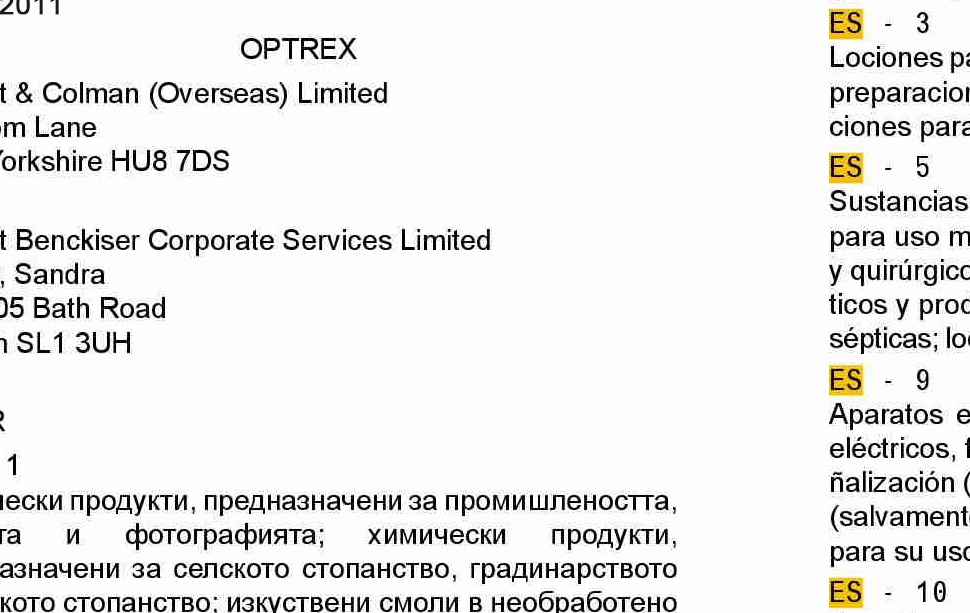 2011
OPTREX
t & Colman (Overseas) Limited
om Lane
Yorkshire HU8 7DS
t Benckiser Corporate Services Limited
, Sandra
05 Bath Road
SL1 3UH
R
1
чески продукти, предназначени за промишлеността,
та и фотографията; химически продукти,
азначени за селското стопанство, градинарството
кото стопанство; изкуствени смоли в необработено
ES - 3
Lociones pa
preparacion
ciones para
ES - 5
Sustancias
para uso m
y quirúrgico
ticos y prod
sépticas; lo
ES - 9
Aparatos e
eléctricos, f
ñalización (
(salvamento
para su uso
ES - 10